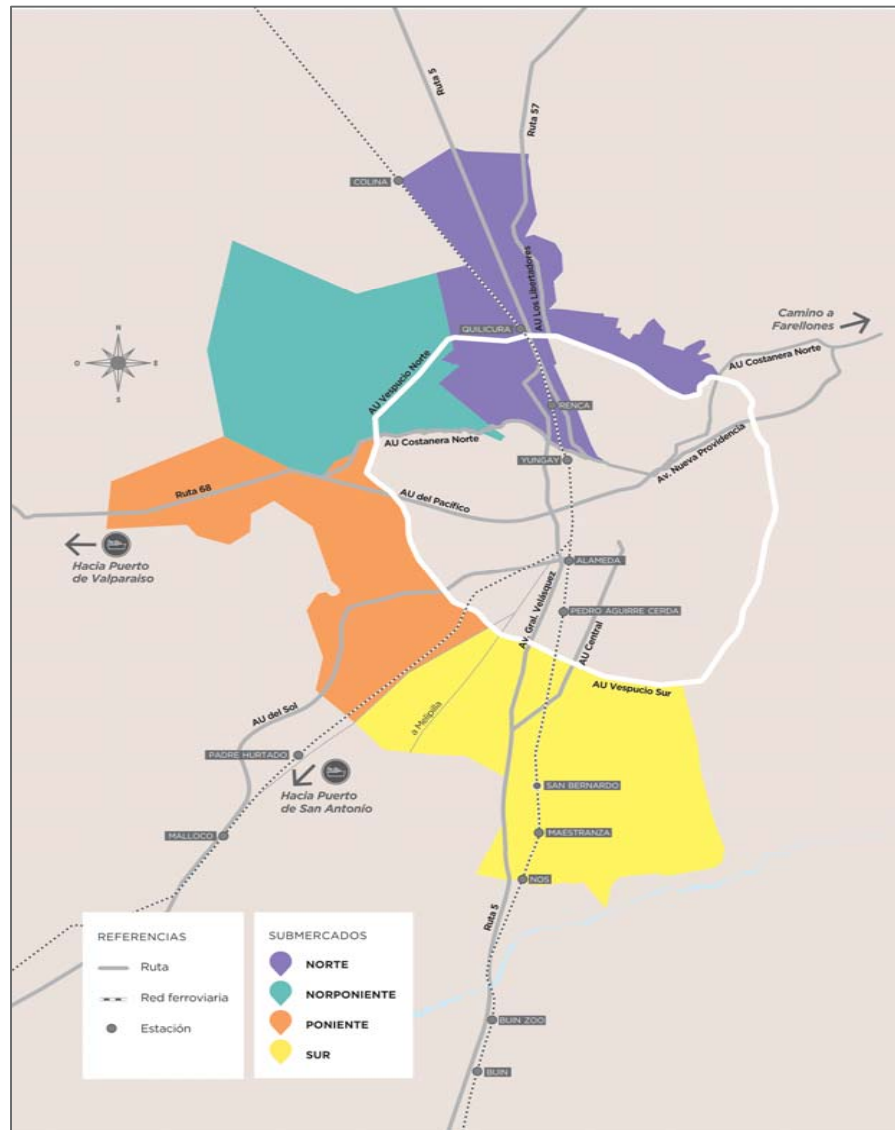 Ruta 5
Ruta 57
COLINA
AU Los Libertadores
QUILICURA
Camino a
Farellones
N
O
E
S
AU Vespucio Norte
AU Costanera Norte
RENCA
AU Costanera Norte
Av. Nueva Providencia
YUNGAY
Ruta 68
AU del Pacífico
Hacia Puerto
de Valparaiso
ALAMEDA
Av. Gral. Velásquez
PEDRO AGUIRRE CERDA
AU Central
AU Vespucio Sur
AU del Sol
a Melipilla
PADRE HURTADO
Hacia Puerto
de San Antonio
SAN BERNARDO
MALLOCO
MAESTRANZA
NOS
Ruta 5
BUIN ZOO
BUIN
REFERENCIAS
Ruta
Red ferroviaria
Estación
SUBMERCADOS
NORTE
NORPONIENTE
PONIENTE
SUR